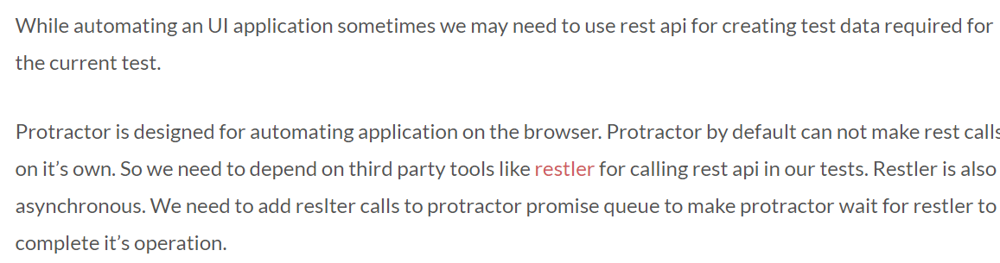 While automating an UI application sometimes we may need to use rest api for creating test data required for
the current test.
Protractor is designed for automating application on the browser. Protractor by default can not make rest calls
on it’s own. So we need to depend on third party tools like restler for calling rest api in our tests. Restler is also
asynchronous. We need to add reslter calls to protractor promise queue to make protractor wait for restler to
complete it’s operation.